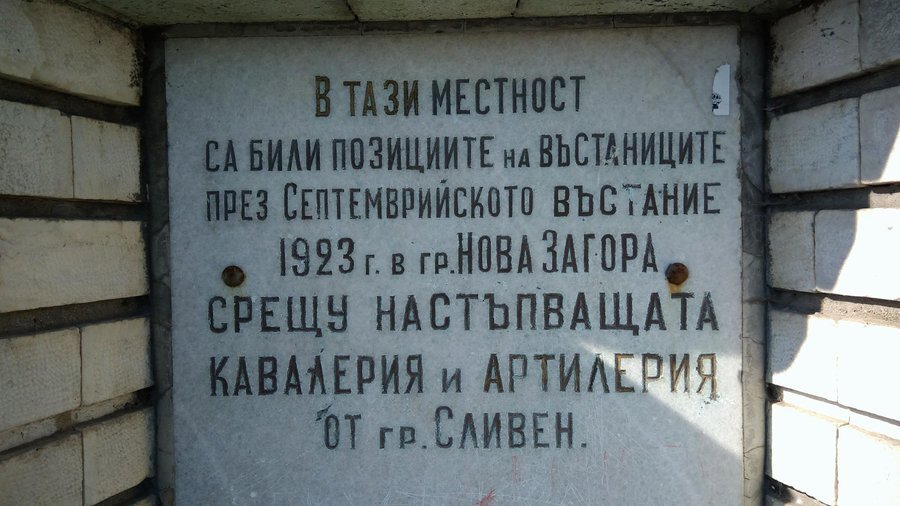 В ТАЗИ МЕСТНОСТ
СА БИЛИ ПОЗИЦИИТЕ НА ВЪСТАНИЦИТЕ
ПРЕЗ СЕПТЕМВРИЙСКОТО ВЪСТАНИЕ
1923 Г. В ГР. НОВА ЗАГОРА
СРЕЩУ НАСТЪПВАЩАТА
КАВАЛЕРИЯ И АРТИЛЕРИЯ
ОТ ГР. СЛИВЕН.